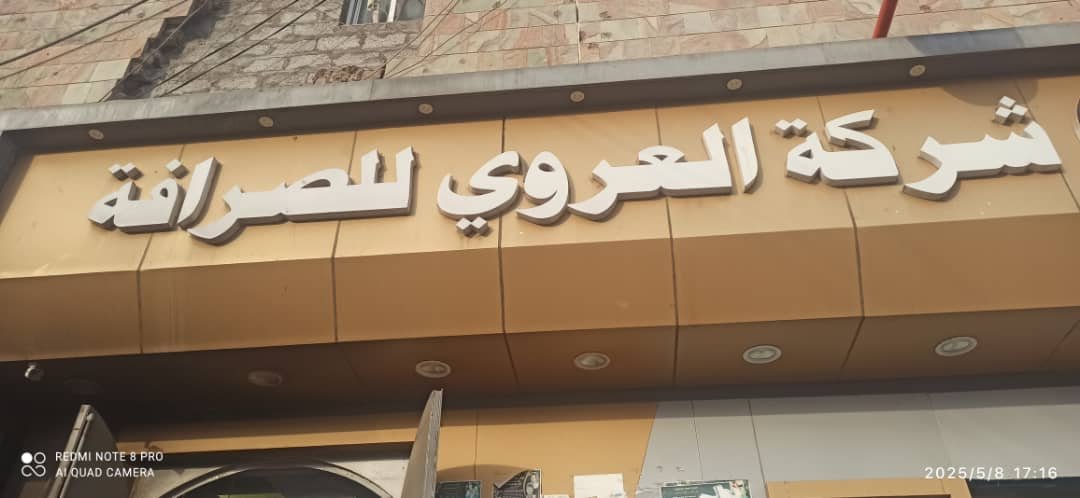 شركة العروي للصرافة
REDMI NOTE 8 PRO
AI QUAD CAMERA
2025/5/8 17:16